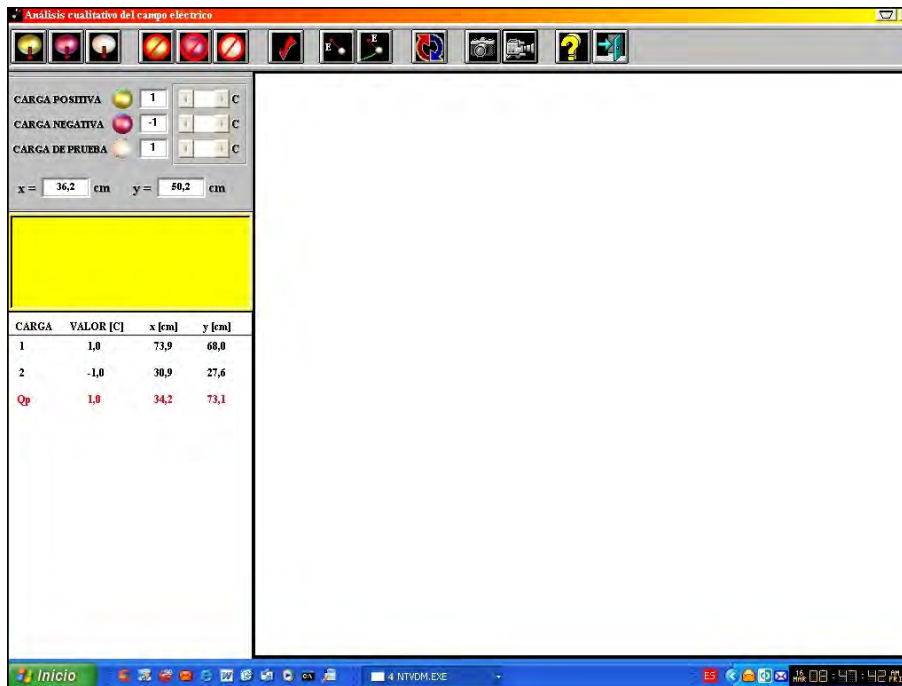 Análisis cualitativo del campo eléctrico
E
E
?
CARGA POSITIVA 1 C
CARGA NEGATIVA -1 C
CARGA DE PRUEBA 1 C
x = 36,2 cm y = 50,2 cm
CARGA VALOR [C] x [cm] y [cm]
1 1,0 73,9 68,0
2 -1,0 30,9 27,6
Qp 1,0 34,2 73,1
Inicio 4 NTVDM.EXE ES 08:47:42